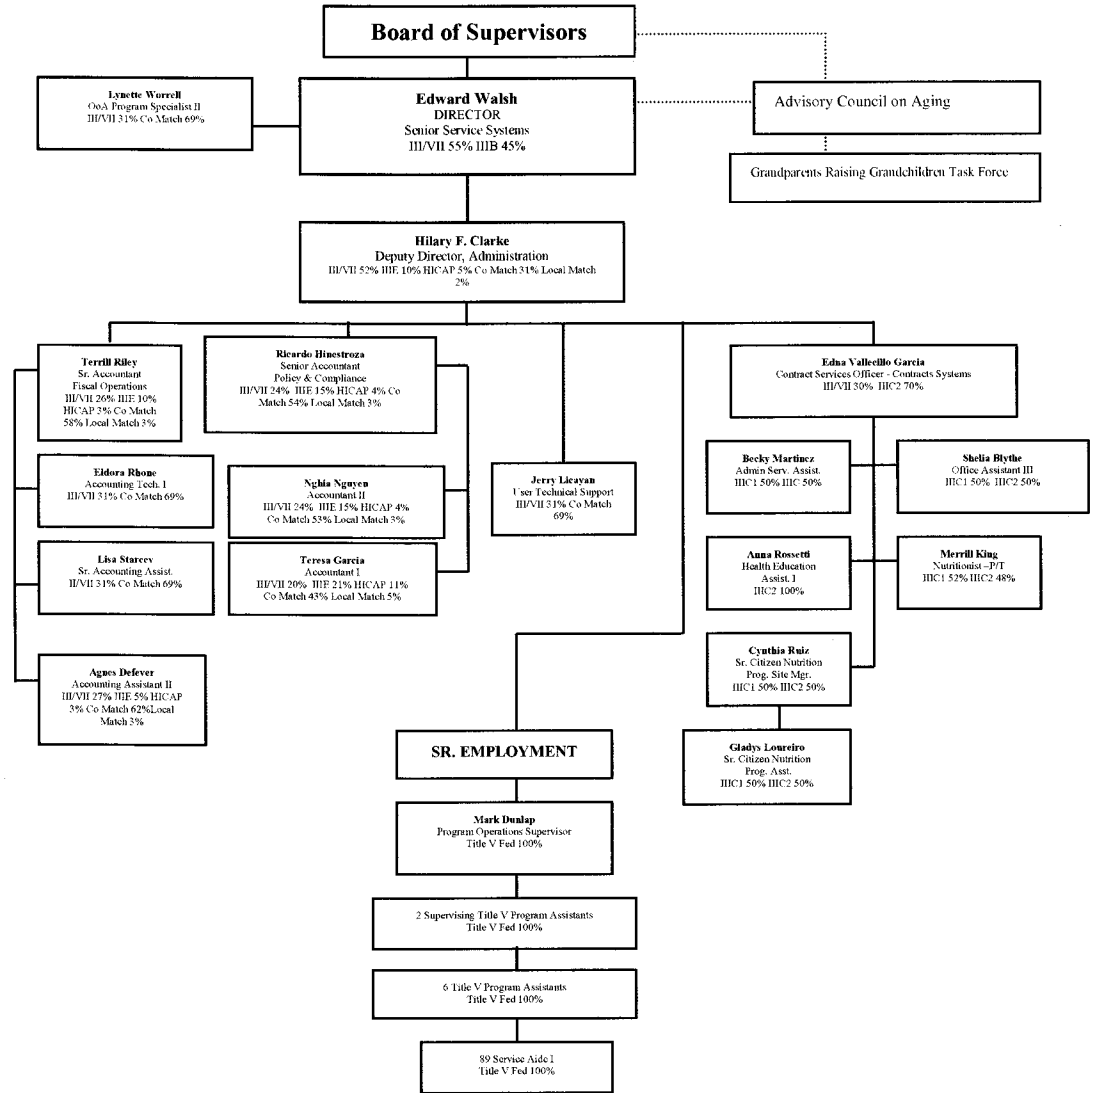 Board of Supervisors
Lynette Worrell
OoA Program Specialist II
III/VII 31% Co Match 69%
Edward Walsh
DIRECTOR
Senior Service Systems
III/VII 55% IIIB 45%
Advisory Council on Aging
Grandparents Raising Grandchildren Task Force
Hilary F. Clarke
Deputy Director, Administration
III/VII 52% IIIE 10% HICAP 5% Co Match 31% Local Match
2%
Terrill Riley
Sr. Accountant
Fiscal Operations
III/VII 26% IIIE 10%
HICAP 3% Co Match
58% Local Match 3%
Ricardo Hinestroza
Senior Accountant
Policy & Compliance
III/VII 24% IIIE 15% HICAP 4% Co
Match 54% Local Match 3%
Edna Vallecillo Garcia
Contract Services Officer - Contracts Systems
III/VII 30% IIIC2 70%
Eldora Rhone
Accounting Tech. I
III/VII 31% Co Match 69%
Nghia Nguyen
Accountant II
III/VII 24% IIIE 15% HICAP 4%
Co Match 53% Local Match 3%
Jerry Licayan
User Technical Support
III/VII 31% Co Match
69%
Becky Martinez
Admin Serv. Assist.
IIIC1 50% IIIC 50%
Shelia Blythe
Office Assistant III
IIIC1 50% IIIC2 50%
Lisa Starcev
Sr. Accounting Assist.
II/VII 31% Co Match 69%
Teresa Garcia
Accountant I
III/VII 20% IIIE 21% HICAP 11%
Co Match 43% Local Match 5%
Anna Rossetti
Health Education
Assist. I
IIIC2 100%
Merrill King
Nutritionist –P/T
IIIC1 52% IIIC2 48%
Agnes Defever
Accounting Assistant II
III/VII 27% IIIE 5% HICAP
3% Co Match 62%Local
Match 3%
Cynthia Ruiz
Sr. Citizen Nutrition
Prog. Site Mgr.
IIIC1 50% IIIC2 50%
Gladys Loureiro
Sr. Citizen Nutrition
Prog. Asst.
IIIC1 50% IIIC2 50%
SR. EMPLOYMENT
Mark Dunlap
Program Operations Supervisor
Title V Fed 100%
2 Supervising Title V Program Assistants
Title V Fed 100%
6 Title V Program Assistants
Title V Fed 100%
89 Service Aide I
Title V Fed 100%